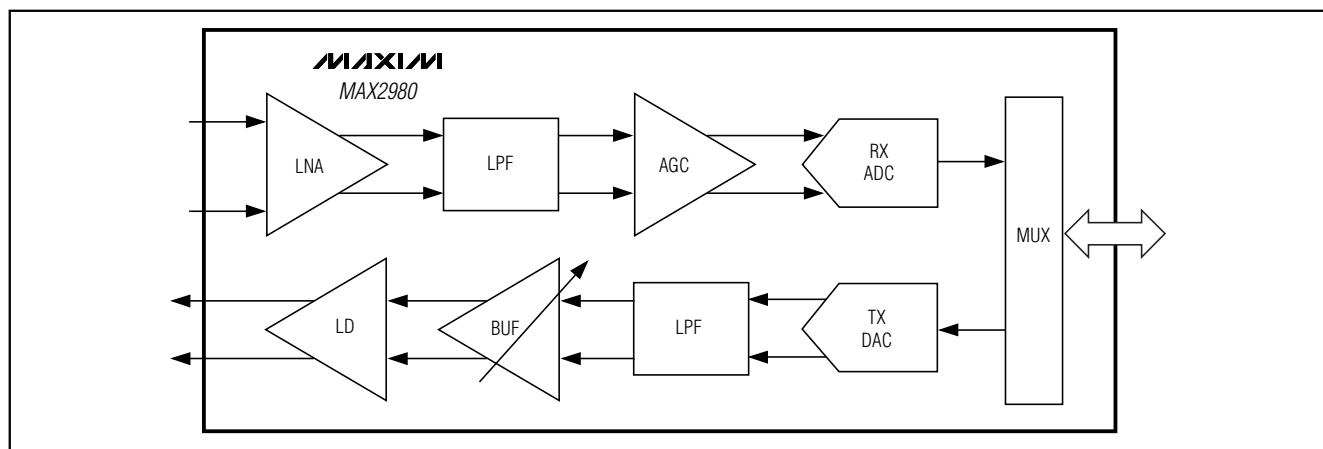 MAXIM
MAX2980
LNA
LPF
AGC
RX
ADC
MUX
LD
BUF
LPF
TX
DAC